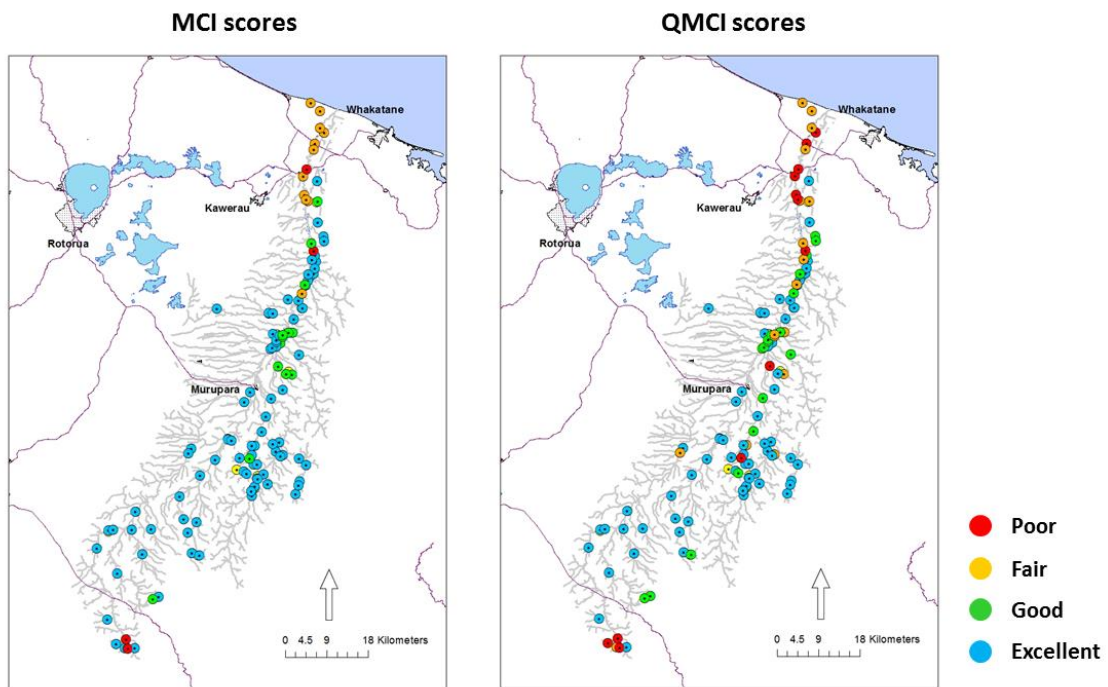 MCI scores
QMCI scores
Whakatane
Kawerau
Rotorua
Murupara
0 4.5 9 18 Kilometers
Whakatane
Kawerau
Rotorua
Murupara
0 4.5 9 18 Kilometers
Poor
Fair
Good
Excellent